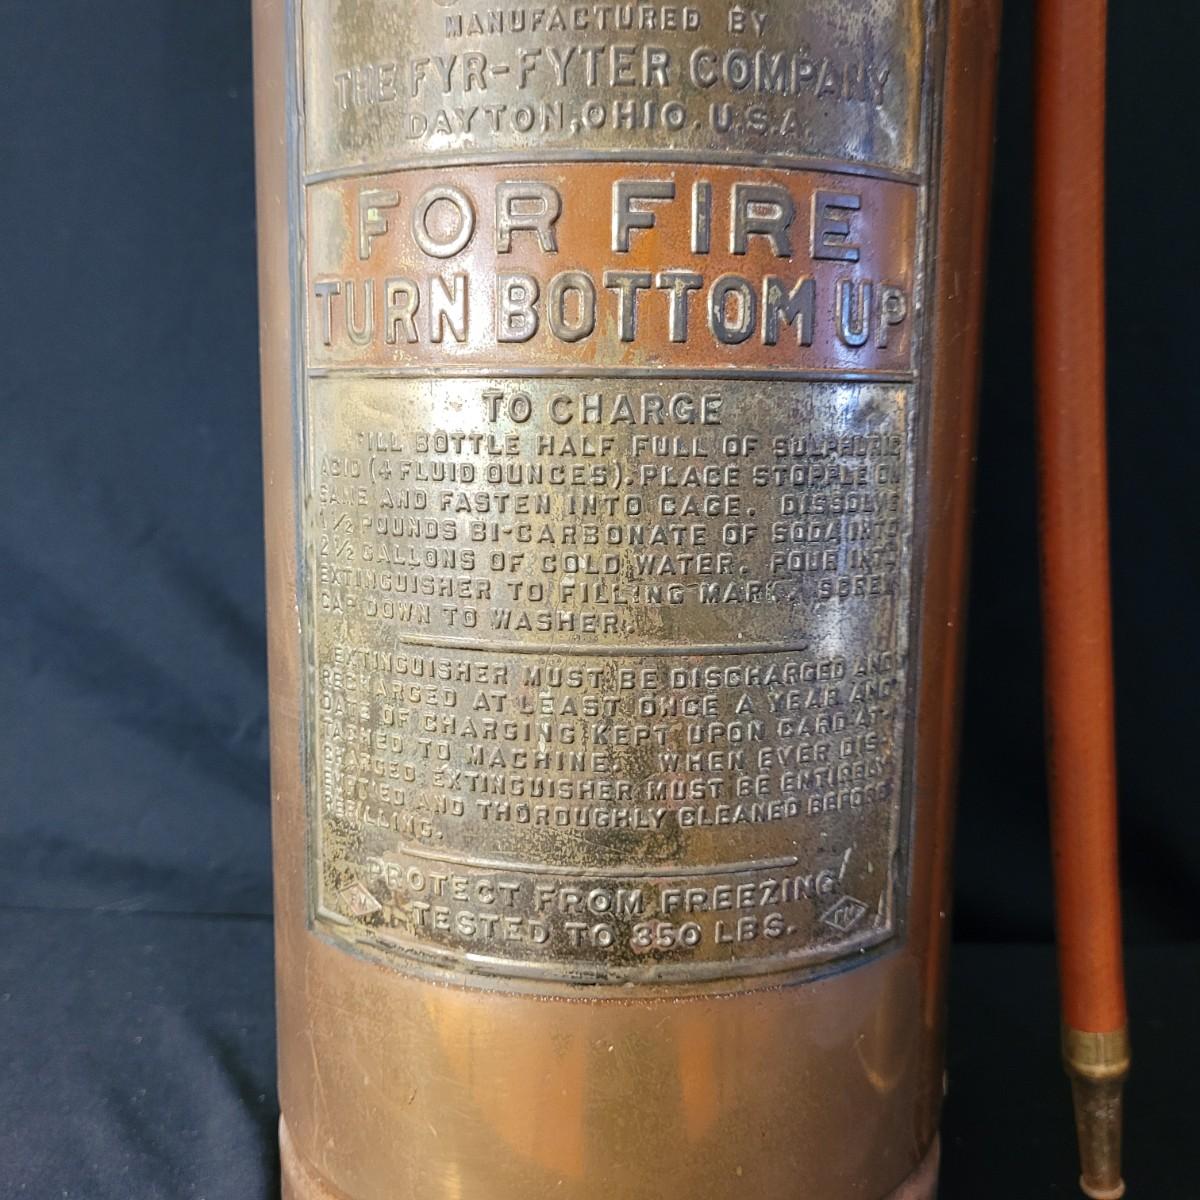 MANUFACTURED BY
THE FYR-FYTER COMPANY
DAYTON, OHIO. U.S.A.
FOR FIRE
TURN BOTTOM UP
TO CHARGE
FILL BOTTLE HALF FULL OF SULPHURIC
ACID (4 FLUID OUNCES). PLACE STOPPLE ON
SAME AND FASTEN INTO CAGE. DISSOLVE
1 1/2 POUNDS BI-CARBONATE OF SODA INTO
2 1/2 GALLONS OF COLD WATER. POUR INTO
EXTINGUISHER TO FILLING MARK. SCREW
CAP DOWN TO WASHER.
EXTINGUISHER MUST BE DISCHARGED AND
RECHARGED AT LEAST ONCE A YEAR AND
DATE OF CHARGING KEPT UPON CARD AT-
TACHED TO MACHINE. WHEN EVER DIS-
CHARGED EXTINGUISHER MUST BE ENTIRELY
EMPTIED AND THOROUGHLY CLEANED BEFORE
REFILLING.
PROTECT FROM FREEZING
TESTED TO 350 LBS.